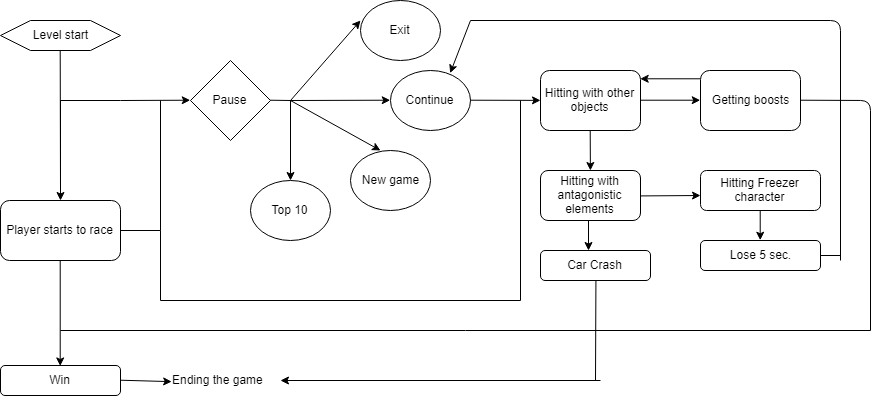 Level start
Exit
Pause
Continue
Hitting with other
objects
Getting boosts
New game
Top 10
Hitting with
antagonistic
elements
Hitting Freezer
character
Player starts to race
Lose 5 sec.
Car Crash
Win
Ending the game